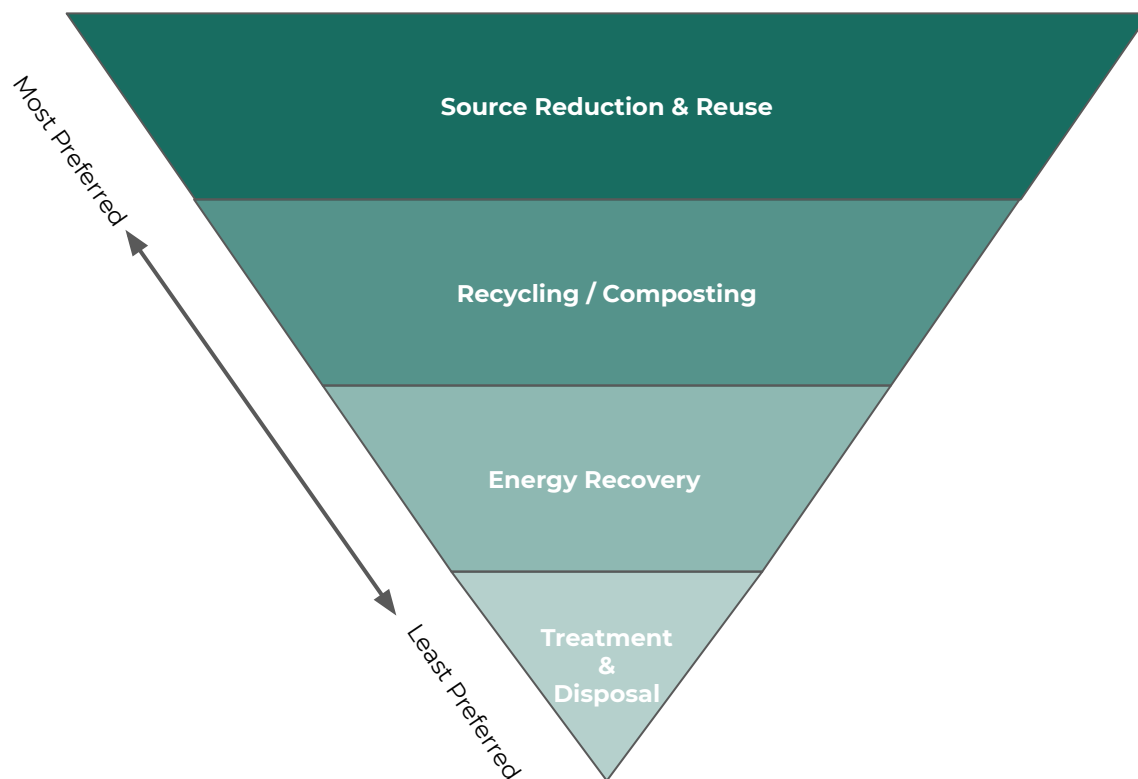 Source Reduction & Reuse
Most Preferred
Recycling / Composting
Energy Recovery
Least Preferred
Treatment
&
Disposal